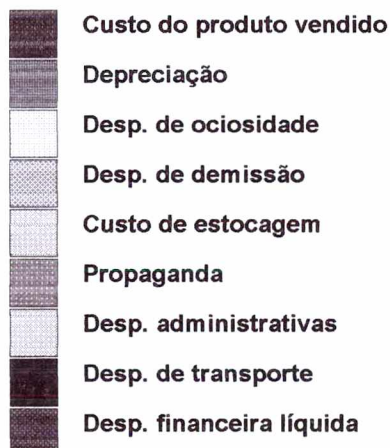 Custo do produto vendido
Depreciação
Desp. de ociosidade
Desp. de demissão
Custo de estocagem
Propaganda
Desp. administrativas
Desp. de transporte
Desp. financeira líquida